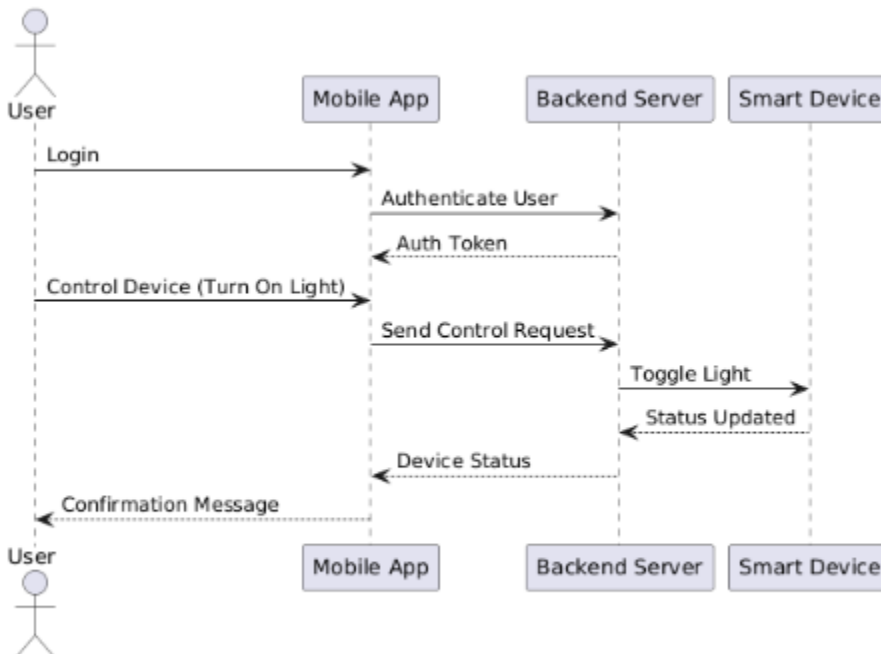 User
Mobile App
Backend Server
Smart Device
Login
Authenticate User
Auth Token
Control Device (Turn On Light)
Send Control Request
Toggle Light
Status Updated
Device Status
Confirmation Message
User
Mobile App
Backend Server
Smart Device